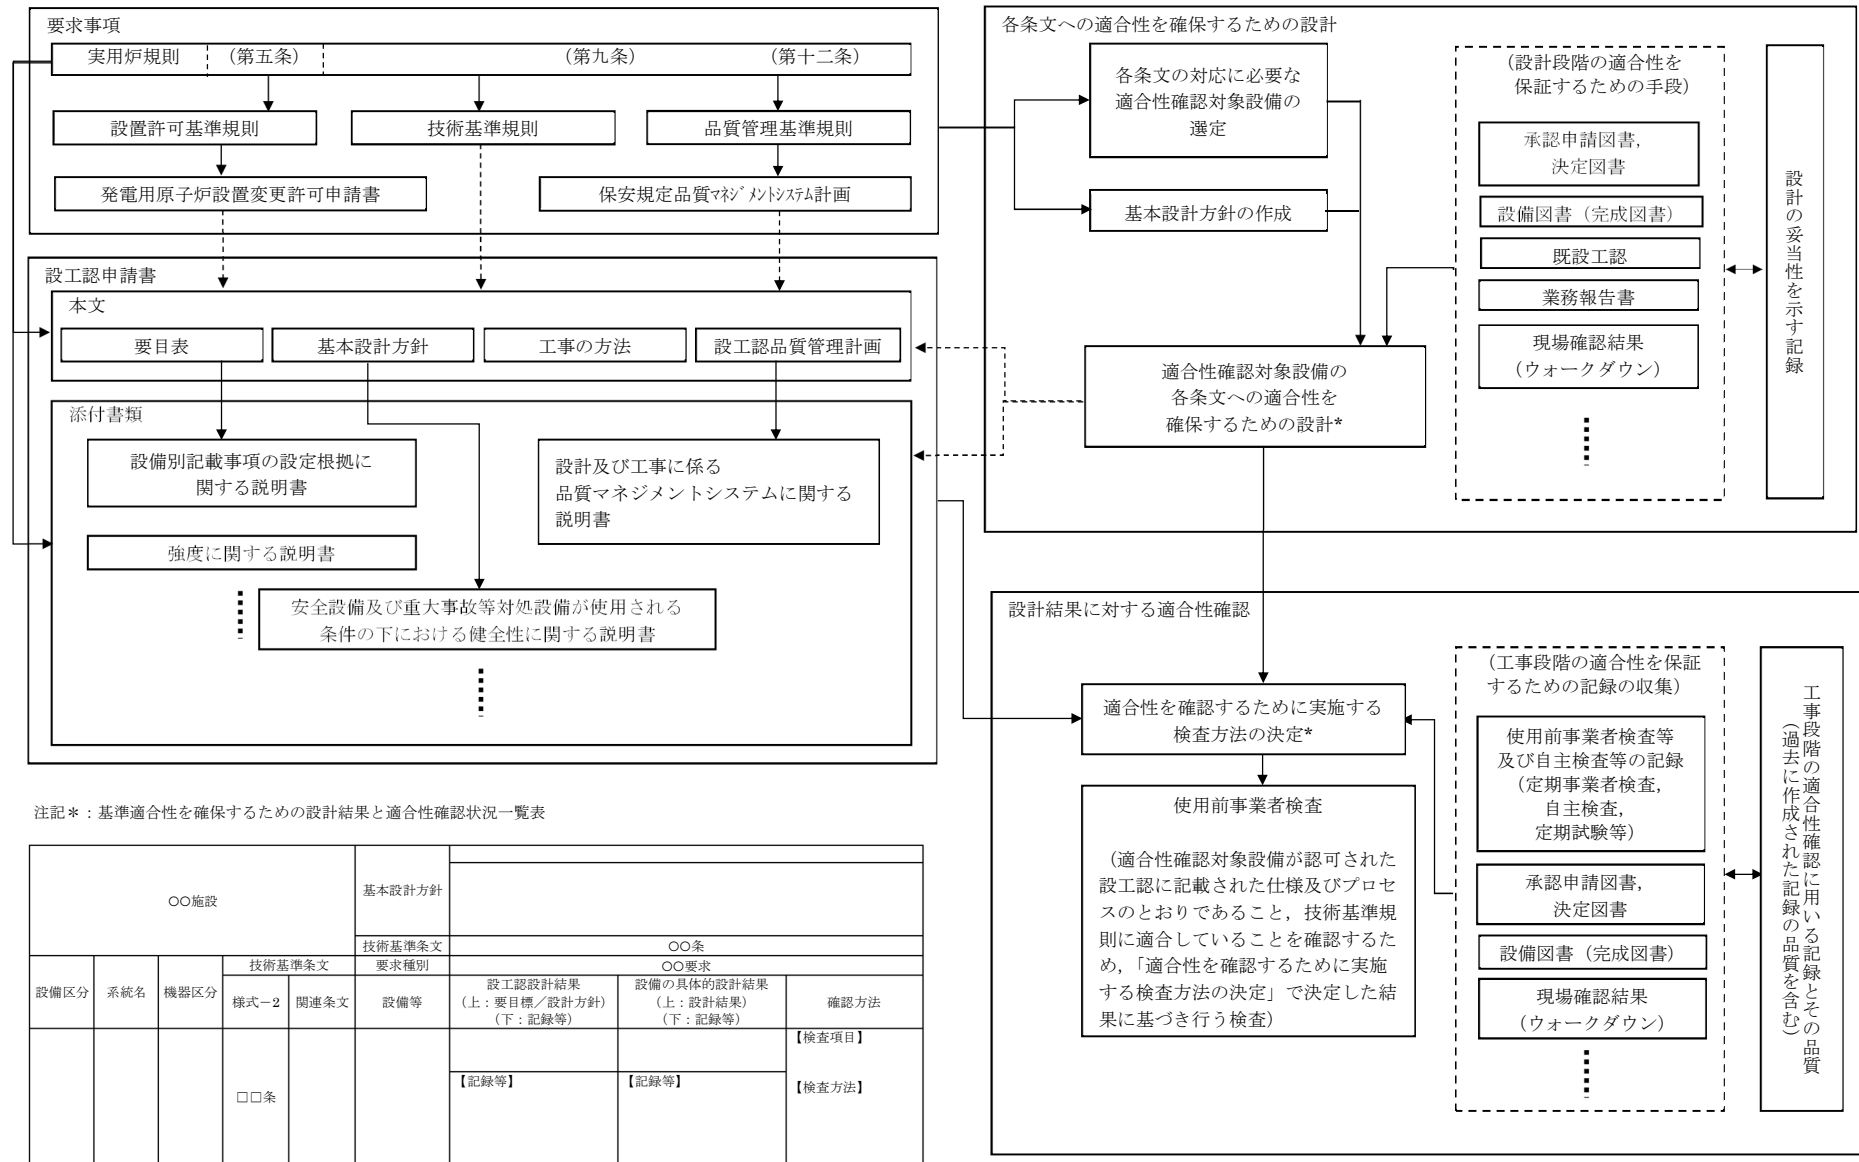 要求事項
実用炉規則
(第五条)
(第九条)
(第十二条)
設置許可基準規則
技術基準規則
品質管理基準規則
発電用原子炉設置変更許可申請書
保安規定品質ﾏﾈｼﾞﾒﾝﾄｼｽﾃﾑ計画
設工認申請書
本文
要目表
基本設計方針
工事の方法
設工認品質管理計画
添付書類
設備別記載事項の設定根拠に
関する説明書
設計及び工事に係る
品質マネジメントシステムに関する
説明書
強度に関する説明書
安全設備及び重大事故等対処設備が使用される
条件の下における健全性に関する説明書
各条文への適合性を確保するための設計
各条文の対応に必要な
適合性確認対象設備の
選定
基本設計方針の作成
適合性確認対象設備の
各条文への適合性を
確保するための設計*
(設計段階の適合性を
保証するための手段)
承認申請図書,
決定図書
設備図書（完成図書）
既設工認
業務報告書
現場確認結果
（ウォークダウン）
設計の妥当性を示す記録
設計結果に対する適合性確認
適合性を確認するために実施する
検査方法の決定*
使用前事業者検査
（適合性確認対象設備が認可された
設工認に記載された仕様及びプロセ
スのとおりであること，技術基準規
則に適合していることを確認するた
め，「適合性を確認するために実施
する検査方法の決定」で決定した結
果に基づき行う検査）
(工事段階の適合性を保証
するための記録の収集)
使用前事業者検査等
及び自主検査等の記録
（定期事業者検査,
自主検査,
定期試験等）
承認申請図書,
決定図書
設備図書（完成図書）
現場確認結果
（ウォークダウン）
工事段階の適合性確認に用いる記録とその品質
（過去に作成された記録の品質を含む）
注記＊：基準適合性を確保するための設計結果と適合性確認状況一覧表
○○施設
基本設計方針
技術基準条文
○○条
技術基準条文
要求種別
○○要求
設備区分
系統名
機器区分
様式－2
関連条文
設備等
設工認設計結果
（上：要目標／設計方針）
（下：記録等）
設備の具体的設計結果
（上：設計結果）
（下：記録等）
確認方法
【検査項目】
【記録等】
【記録等】
【検査方法】
□□条